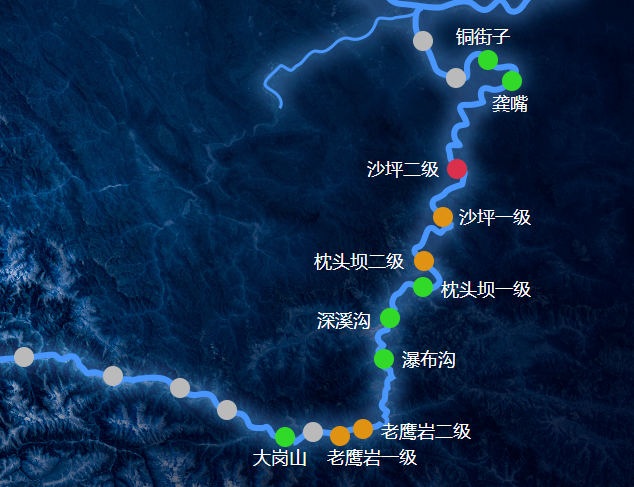 铜街子
龚嘴
沙坪二级
沙坪一级
枕头坝二级
枕头坝一级
深溪沟
瀑布沟
老鹰岩二级
大岗山
老鹰岩一级